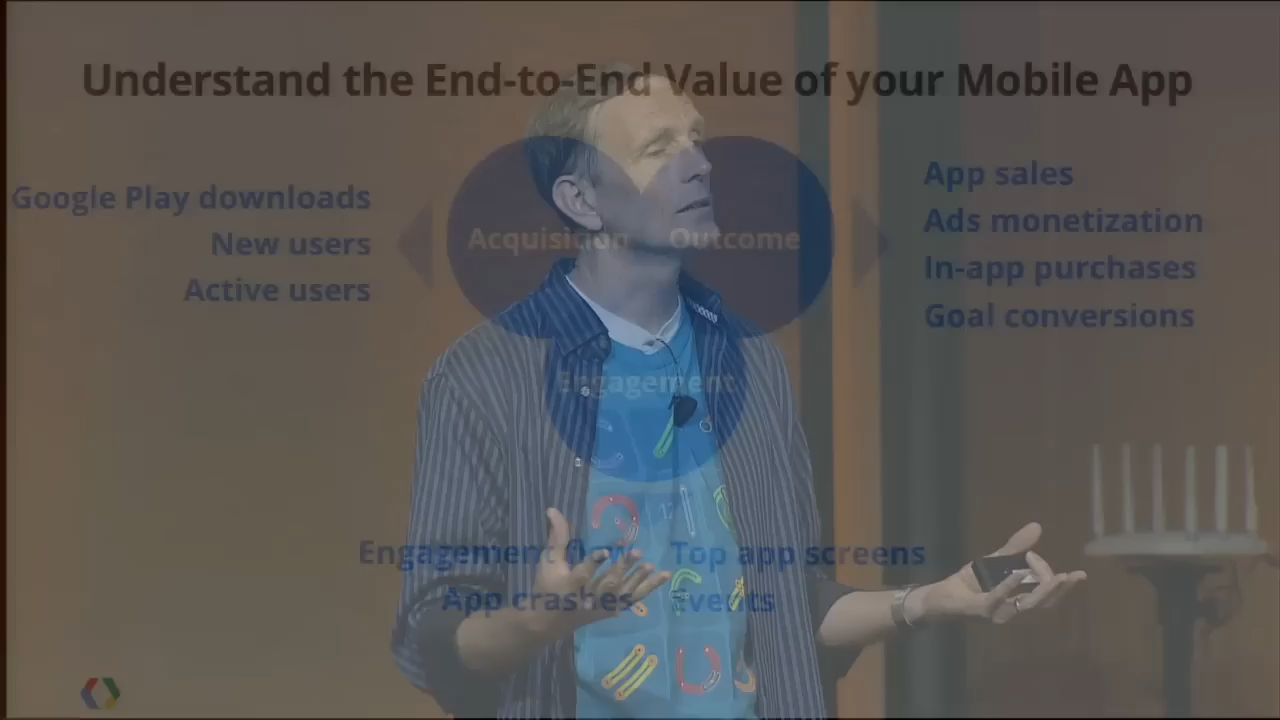 Understand the End-to-End Value of your Mobile App
Google Play downloads
New users
Active users
Acquisition
Outcome
App sales
Ads monetization
In-app purchases
Goal conversions
Engagement
Engagement flow
App crashes
Top app screens
Events